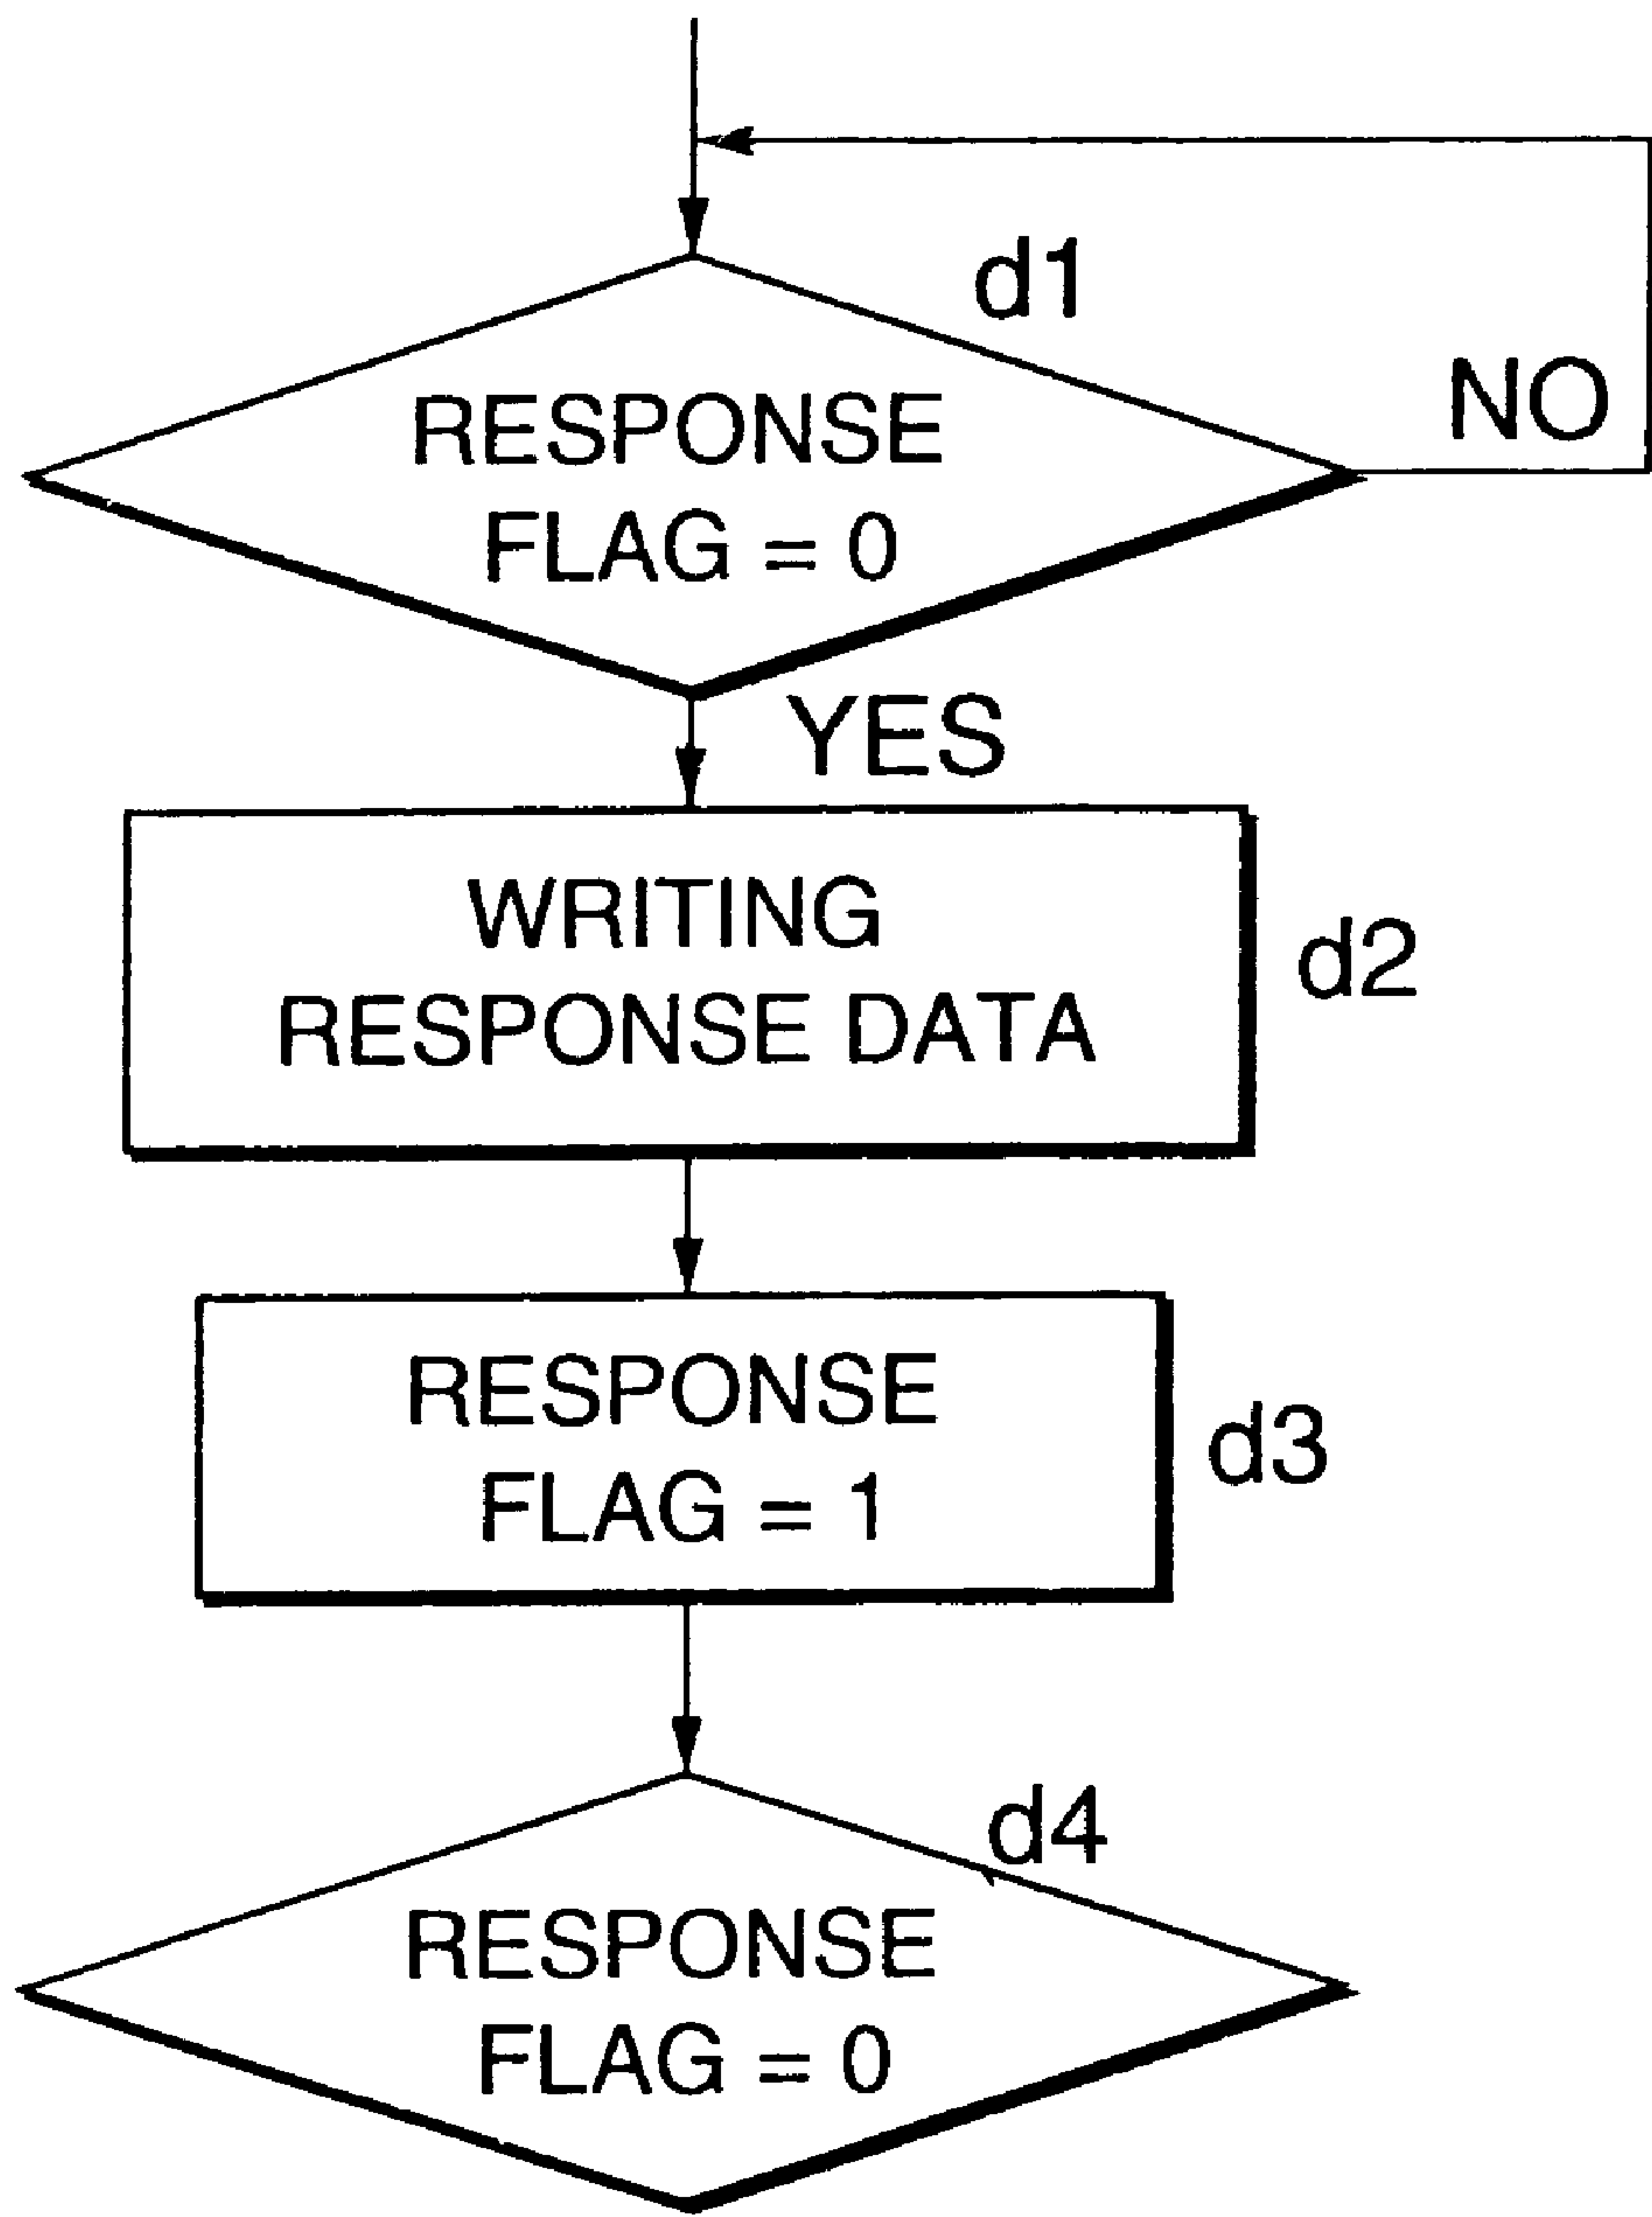 d1
RESPONSE
FLAG = 0
NO
YES
WRITING
RESPONSE DATA
d2
RESPONSE
FLAG = 1
d3
d4
RESPONSE
FLAG = 0